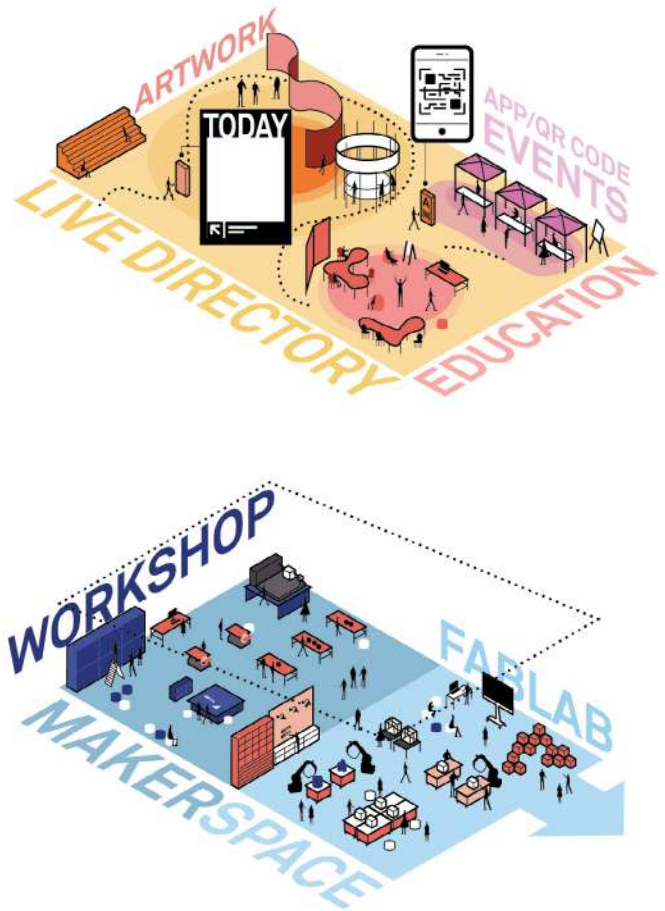 ARTWORK
TODAY
APP/QR CODE
EVENTS
LIVE DIRECTORY
EDUCATION
A
WORKSHOP
FABLAB
MAKERSPACE